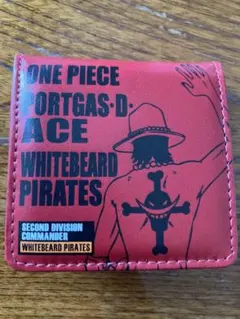 ONE PIECE
PORTGAS·D·
ACE
WHITEBEARD
PIRATES
SECOND DIVISION
COMMANDER
WHITEBEARD PIRATES